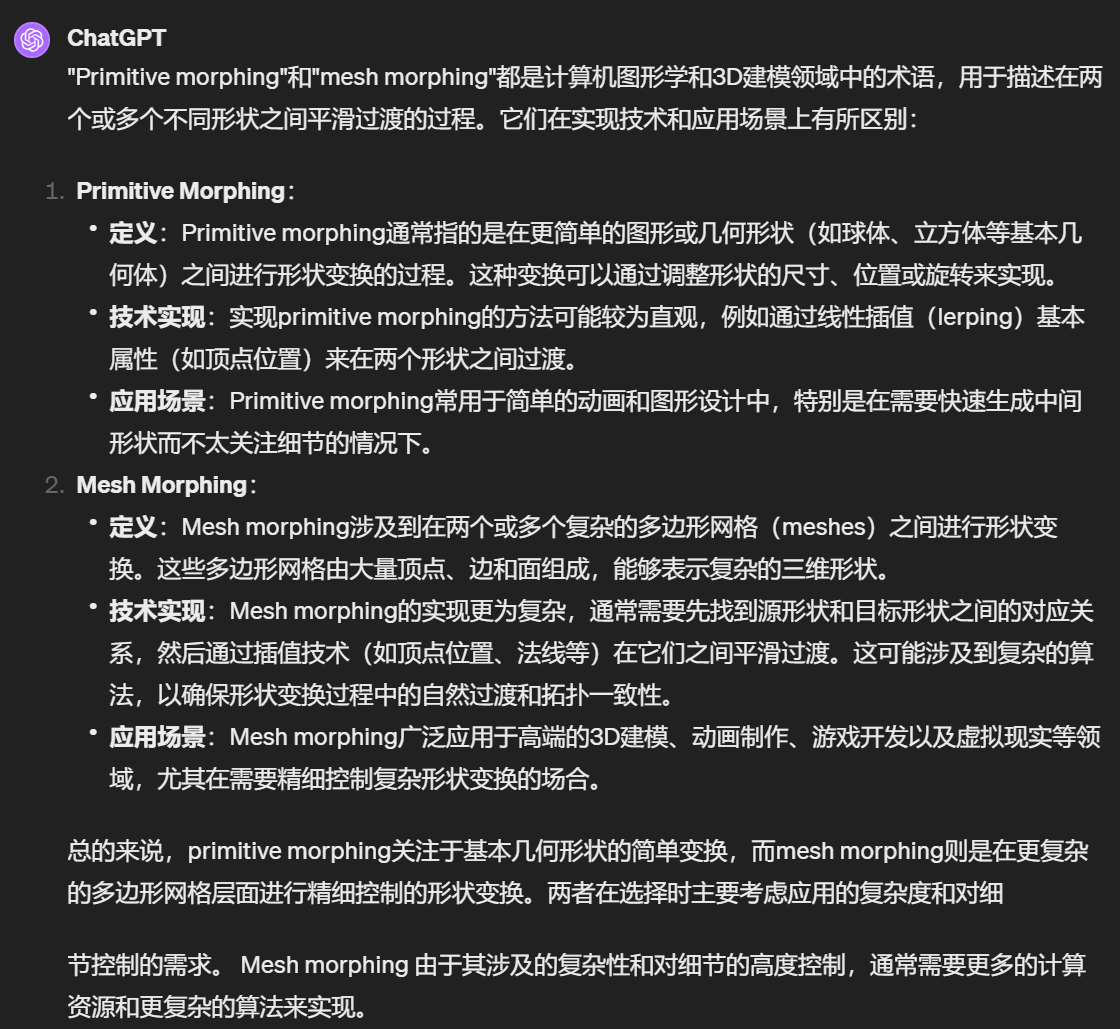 ChatGPT
"Primitive morphing"和"mesh morphing"都是计算机图形学和3D建模领域中的术语，用于描述在两
个或多个不同形状之间平滑过渡的过程。它们在实现技术和应用场景上有所区别：
1. Primitive Morphing：
• 定义：Primitive morphing通常指的是在更简单的图形或几何形状（如球体、立方体等基本几
何体）之间进行形状变换的过程。这种变换可以通过调整形状的尺寸、位置或旋转来实现。
• 技术实现：实现primitive morphing的方法可能较为直观，例如通过线性插值（lerping）基本
属性（如顶点位置）来在两个形状之间过渡。
• 应用场景：Primitive morphing常用于简单的动画和图形设计中，特别是在需要快速生成中间
形状而不太关注细节的情况下。
2. Mesh Morphing：
• 定义：Mesh morphing涉及到在两个或多个复杂的多边形网格（meshes）之间进行形状变
换。这些多边形网格由大量顶点、边和面组成，能够表示复杂的三维形状。
• 技术实现：Mesh morphing的实现更为复杂，通常需要先找到源形状和目标形状之间的对应关
系，然后通过插值技术（如顶点位置、法线等）在它们之间平滑过渡。这可能涉及到复杂的算
法，以确保形状变换过程中的自然过渡和拓扑一致性。
• 应用场景：Mesh morphing广泛应用于高端的3D建模、动画制作、游戏开发以及虚拟现实等领
域，尤其在需要精细控制复杂形状变换的场合。
总的来说，primitive morphing关注于基本几何形状的简单变换，而mesh morphing则是在更复杂
的多边形网格层面进行精细控制的形状变换。两者在选择时主要考虑应用的复杂度和对细
节控制的需求。 Mesh morphing 由于其涉及的复杂性和对细节的高度控制，通常需要更多的计算
资源和更复杂的算法来实现。